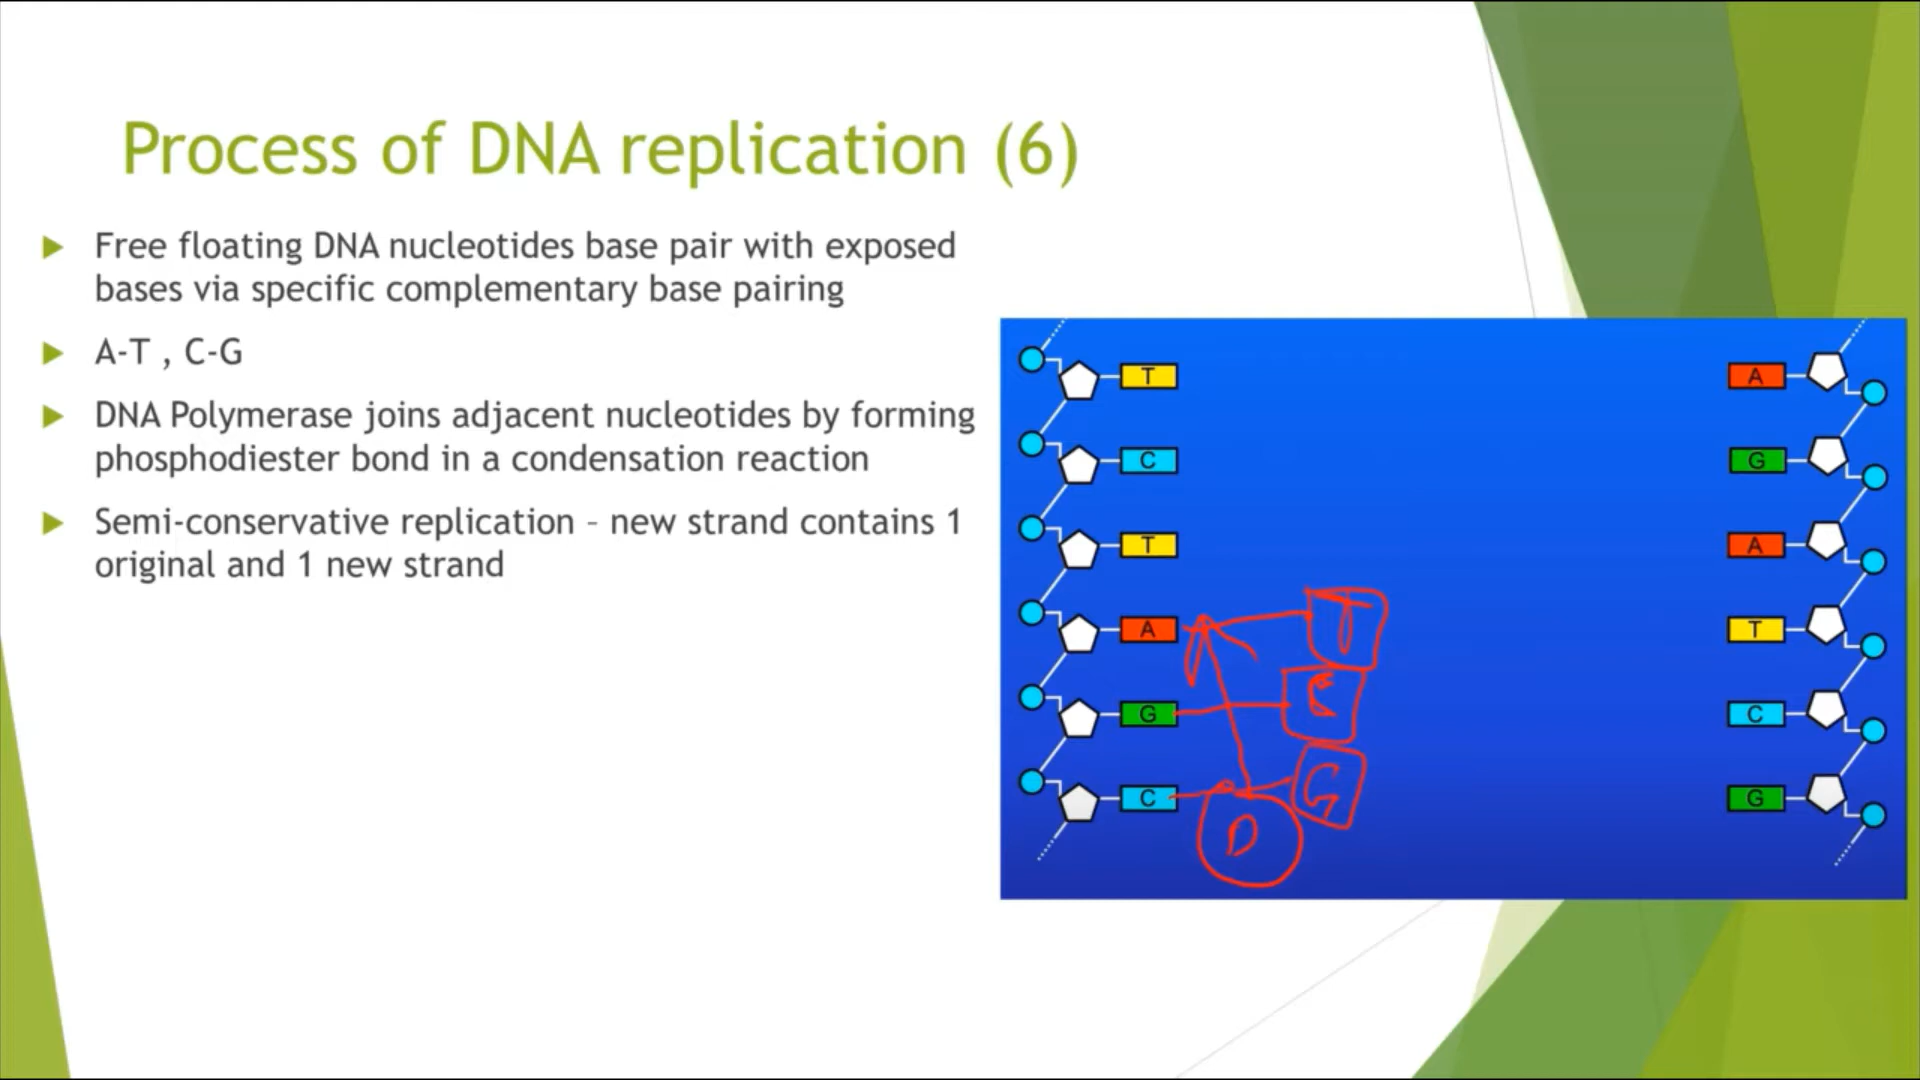 Process of DNA replication (6)
Free floating DNA nucleotides base pair with exposed
bases via specific complementary base pairing
A-T , C-G
DNA Polymerase joins adjacent nucleotides by forming
phosphodiester bond in a condensation reaction
Semi-conservative replication – new strand contains 1
original and 1 new strand
T A
C G
T A
A T T
G C C
C G G
D